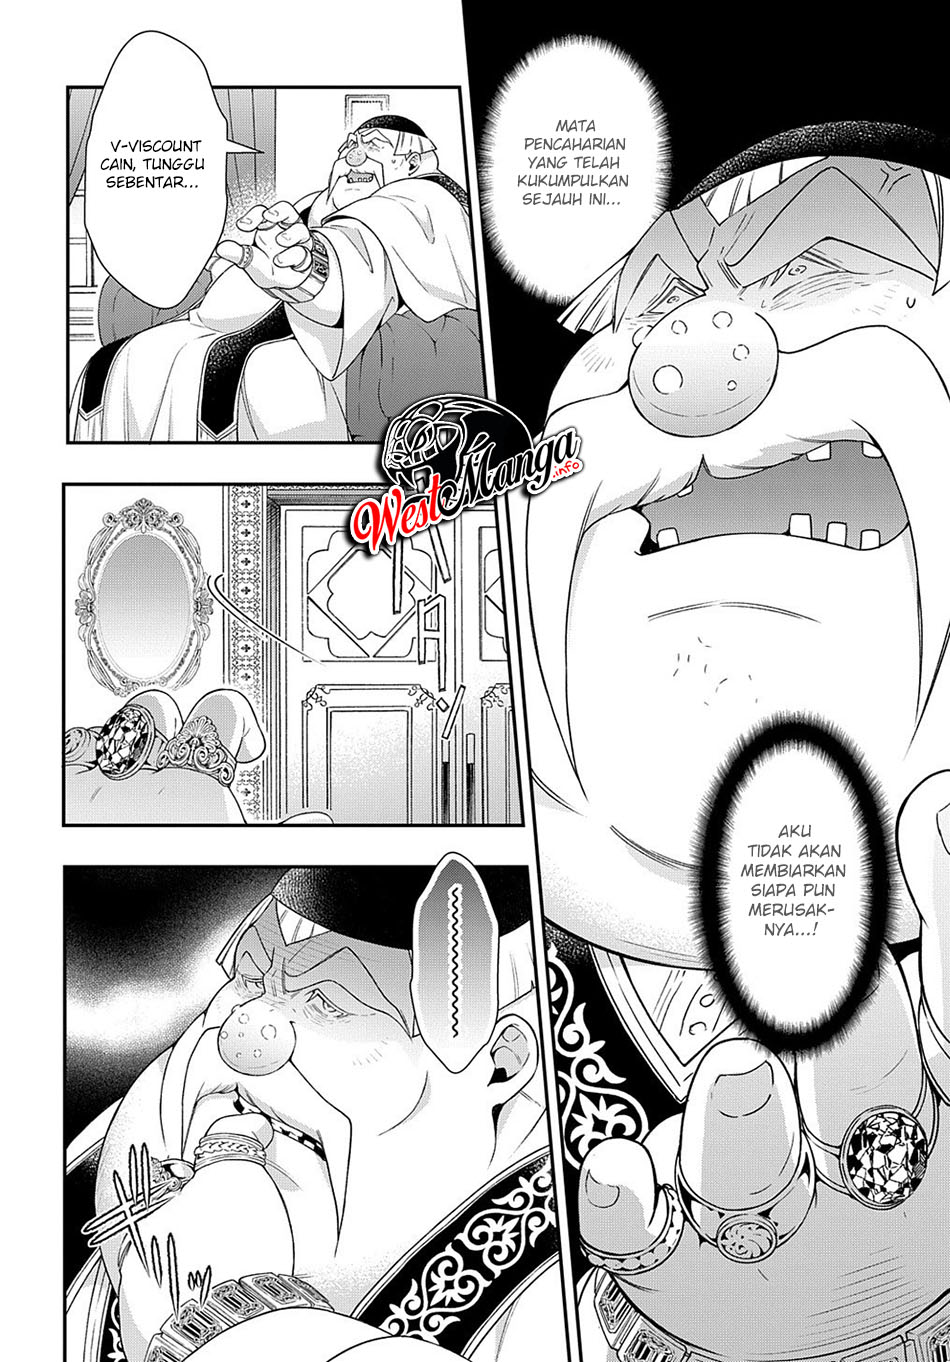 V-VISCOUNT
CAIN, TUNGGU
SEBENTAR...
WestManga
.info
MATA
PENCAHARIAN
YANG TELAH
KUKUMPULKAN
SEJAUH INI...
AKU
TIDAK AKAN
MEMBIARKAN
SIAPA PUN
MERUSAK-
NYA...!